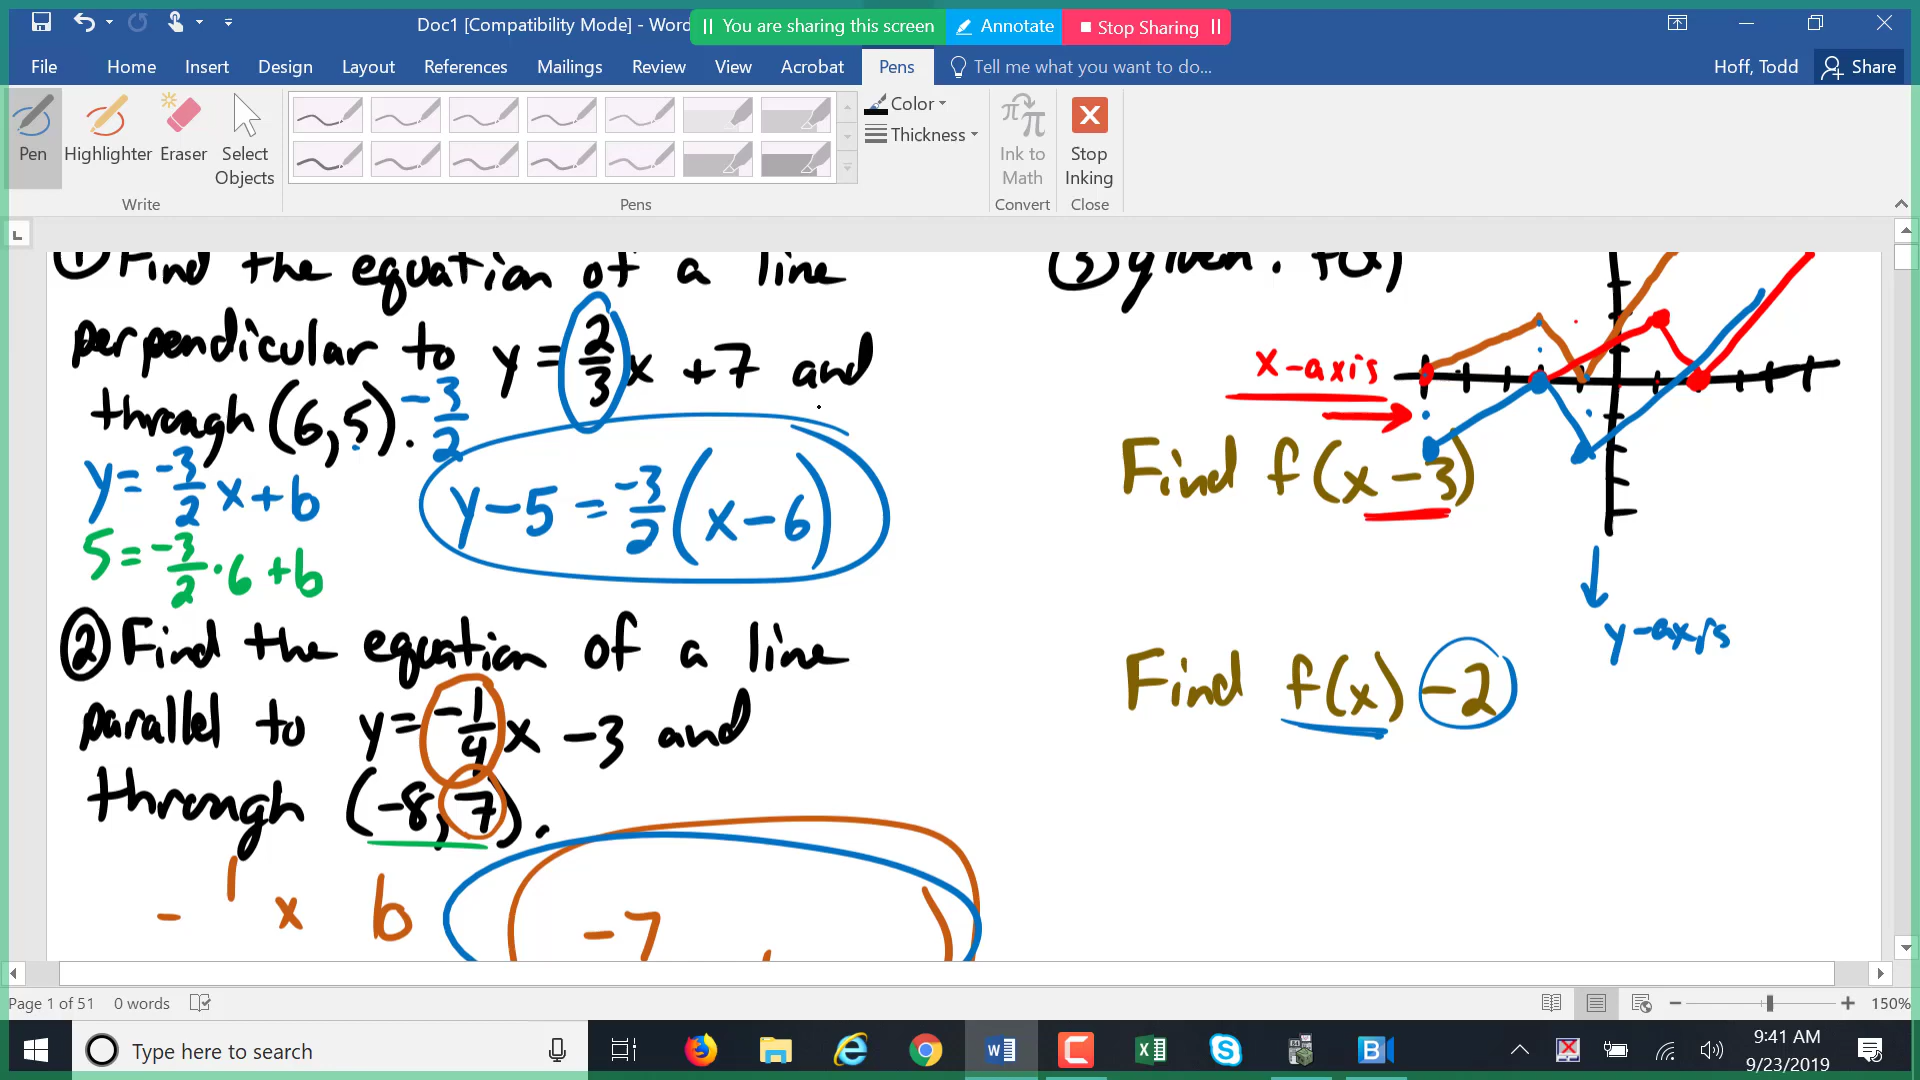 Doc1 [Compatibility Mode] - Word
You are sharing this screen
Annotate
Stop Sharing
File
Home
Insert
Design
Layout
References
Mailings
Review
View
Acrobat
Pens
Tell me what you want to do...
Hoff, Todd
Share
Pen
Highlighter
Eraser
Select Objects
Color
Thickness
Ink to Math
Stop Inking
Write
Pens
Convert
Close
① Find the equation of a line
perpendicular to y = 2/3 x + 7 and
through (6,5). -3/2
y = -3/2 x + b
5 = -3/2 · 6 + b
y - 5 = -3/2 (x - 6)
② Find the equation of a line
parallel to y = -1/4 x - 3 and
through (-8, 7).
- 1 x b
-7
③ given: f(x)
x-axis
Find f(x - 3)
y-axis
Find f(x) - 2
Page 1 of 51
0 words
150%
Type here to search
9:41 AM
9/23/2019